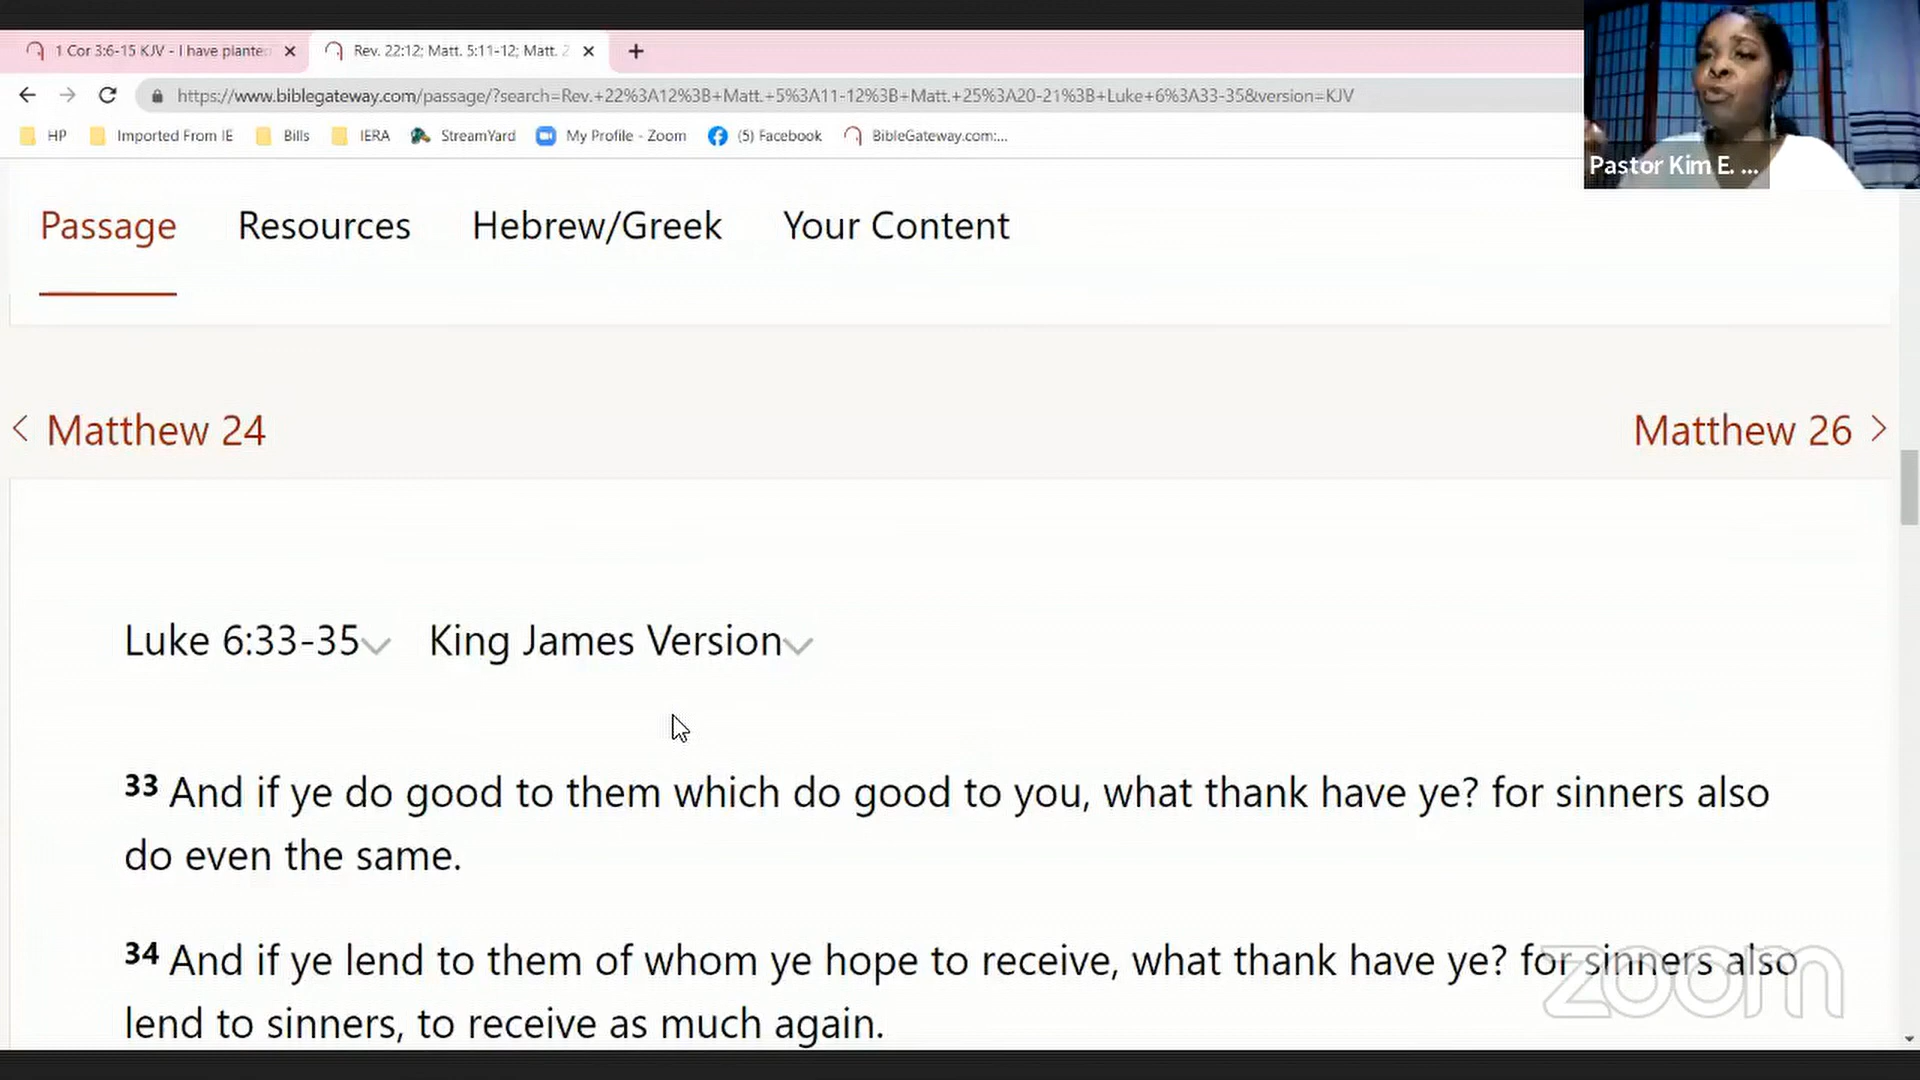 1 Cor 3:6-15 KJV - I have plante
Rev. 22:12; Matt. 5:11-12; Matt. 2
https://www.biblegateway.com/passage/?search=Rev.+22%3A12%3B+Matt.+5%3A11-12%3B+Matt.+25%3A20-21%3B+Luke+6%3A33-35&version=KJV
HP Imported From IE Bills IERA StreamYard My Profile - Zoom (5) Facebook BibleGateway.com:...
Pastor Kim E. ...
Passage Resources Hebrew/Greek Your Content
< Matthew 24 Matthew 26 >
Luke 6:33-35 King James Version
33 And if ye do good to them which do good to you, what thank have ye? for sinners also
do even the same.
34 And if ye lend to them of whom ye hope to receive, what thank have ye? for sinners also
lend to sinners, to receive as much again.
zoom